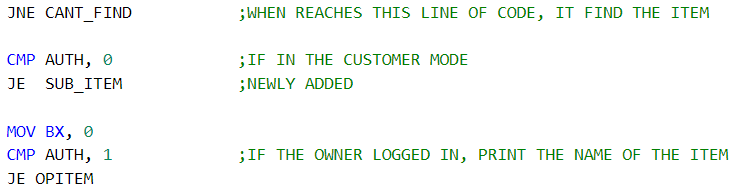 JNE CANT_FIND ;WHEN REACHES THIS LINE OF CODE, IT FIND THE ITEM
CMP AUTH, 0 ;IF IN THE CUSTOMER MODE
JE SUB_ITEM ;NEWLY ADDED
MOV BX, 0
CMP AUTH, 1 ;IF THE OWNER LOGGED IN, PRINT THE NAME OF THE ITEM
JE OPITEM